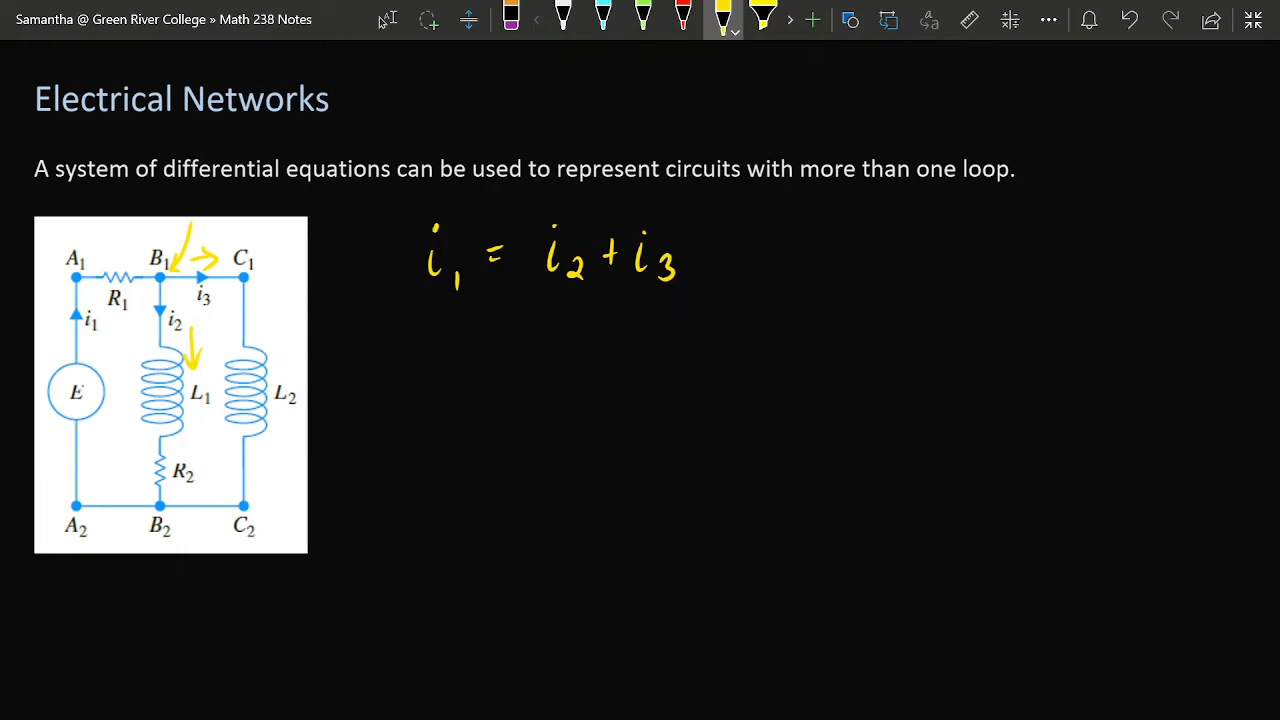 Samantha @ Green River College » Math 238 Notes
Electrical Networks
A system of differential equations can be used to represent circuits with more than one loop.
i₁ = i₂ + i₃
A₁ B₁ C₁
R₁ i₃
i₁ i₂
E L₁ L₂
R₂
A₂ B₂ C₂